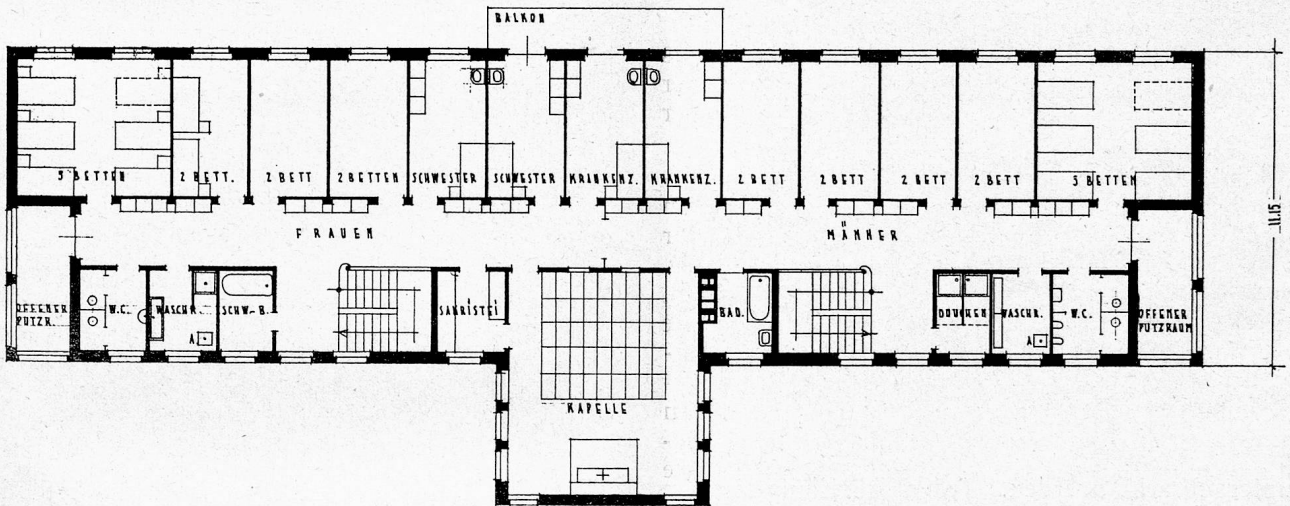 BALKON
5 BETTEN
2 BETT.
2 BETT
2 BETTEN
SCHWESTER
SCHWESTER
KRANKENZ.
KRANKENZ.
2 BETT
2 BETT
2 BETT
2 BETT
5 BETTEN
FRAUEN
MÄNNER
11.15
OFFENER
PUTZR.
W.C.
WASCHR.
A
SCHW.-B.
SAKRISTEI
KAPELLE
BAD.
DOUCHEN
WASCHR.
A
W.C.
OFFENER
PUTZRAUM